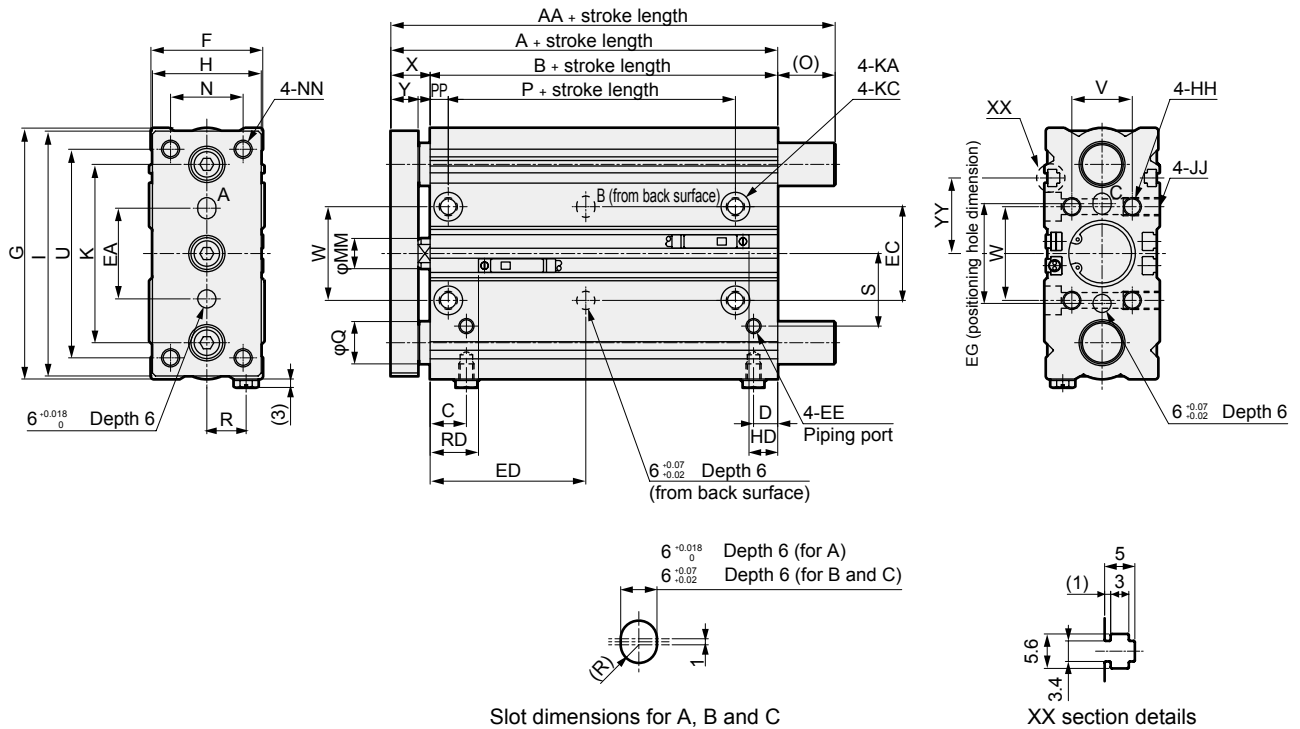 AA + stroke length
A + stroke length
X
B + stroke length
(O)
Y
PP
P + stroke length
4-KA
4-KC
F
H
N
4-NN
G
I
U
K
EA
A
6 +0.018 0 Depth 6
R
(3)
W
φMM
φQ
B (from back surface)
EC
S
C
RD
ED
D
HD
4-EE
Piping port
6 +0.07 +0.02 Depth 6
(from back surface)
V
4-HH
XX
4-JJ
C
YY
W
EG (positioning hole dimension)
6 +0.07 +0.02 Depth 6
6 +0.018 0 Depth 6 (for A)
6 +0.07 +0.02 Depth 6 (for B and C)
(R)
1
Slot dimensions for A, B and C
5
(1)
3
5.6
3.4
XX section details